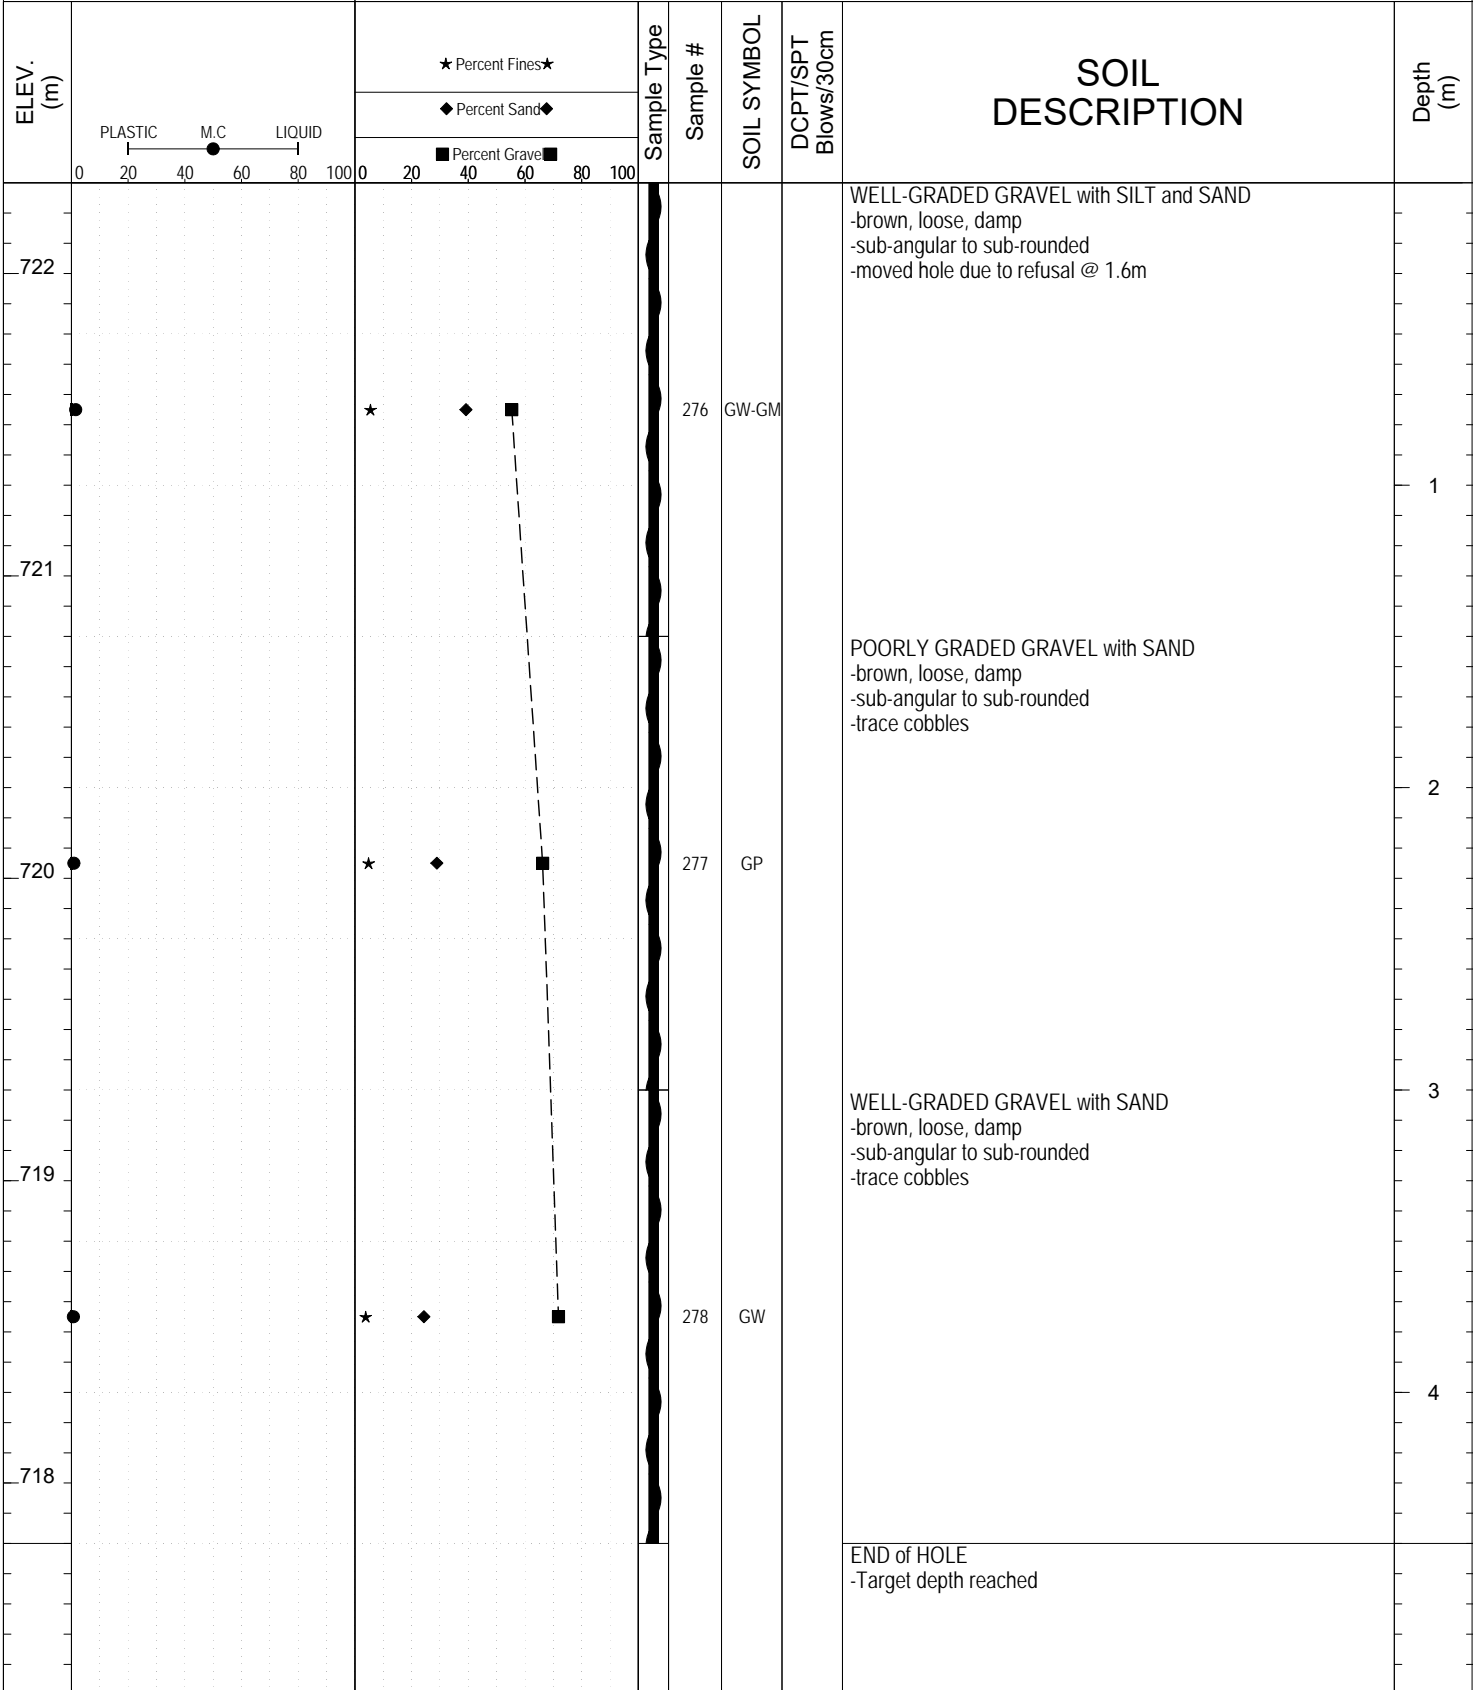 ELEV.
(m)
PLASTIC M.C LIQUID
0 20 40 60 80 100
★ Percent Fines ★
◆ Percent Sand ◆
■ Percent Gravel ■
0 20 40 60 80 100
Sample Type
Sample #
SOIL SYMBOL
DCPT/SPT
Blows/30cm
SOIL
DESCRIPTION
Depth
(m)
WELL-GRADED GRAVEL with SILT and SAND
-brown, loose, damp
-sub-angular to sub-rounded
-moved hole due to refusal @ 1.6m
722
276 GW-GM
1
721
POORLY GRADED GRAVEL with SAND
-brown, loose, damp
-sub-angular to sub-rounded
-trace cobbles
2
720
277 GP
3
WELL-GRADED GRAVEL with SAND
-brown, loose, damp
-sub-angular to sub-rounded
-trace cobbles
719
278 GW
4
718
END of HOLE
-Target depth reached